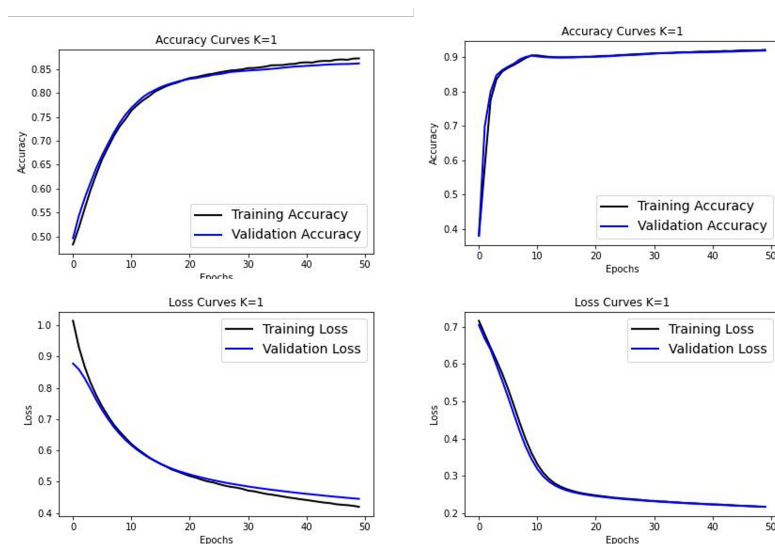 Accuracy Curves K=1
Accuracy
0.85
0.80
0.75
0.70
0.65
0.60
0.55
0.50
Training Accuracy
Validation Accuracy
0 10 20 30 40 50
Epochs
Accuracy Curves K=1
Accuracy
0.9
0.8
0.7
0.6
0.5
0.4
Training Accuracy
Validation Accuracy
0 10 20 30 40 50
Epochs
Loss Curves K=1
Loss
1.0
0.9
0.8
0.7
0.6
0.5
0.4
Training Loss
Validation Loss
0 10 20 30 40 50
Epochs
Loss Curves K=1
Loss
0.7
0.6
0.5
0.4
0.3
0.2
Training Loss
Validation Loss
0 10 20 30 40 50
Epochs